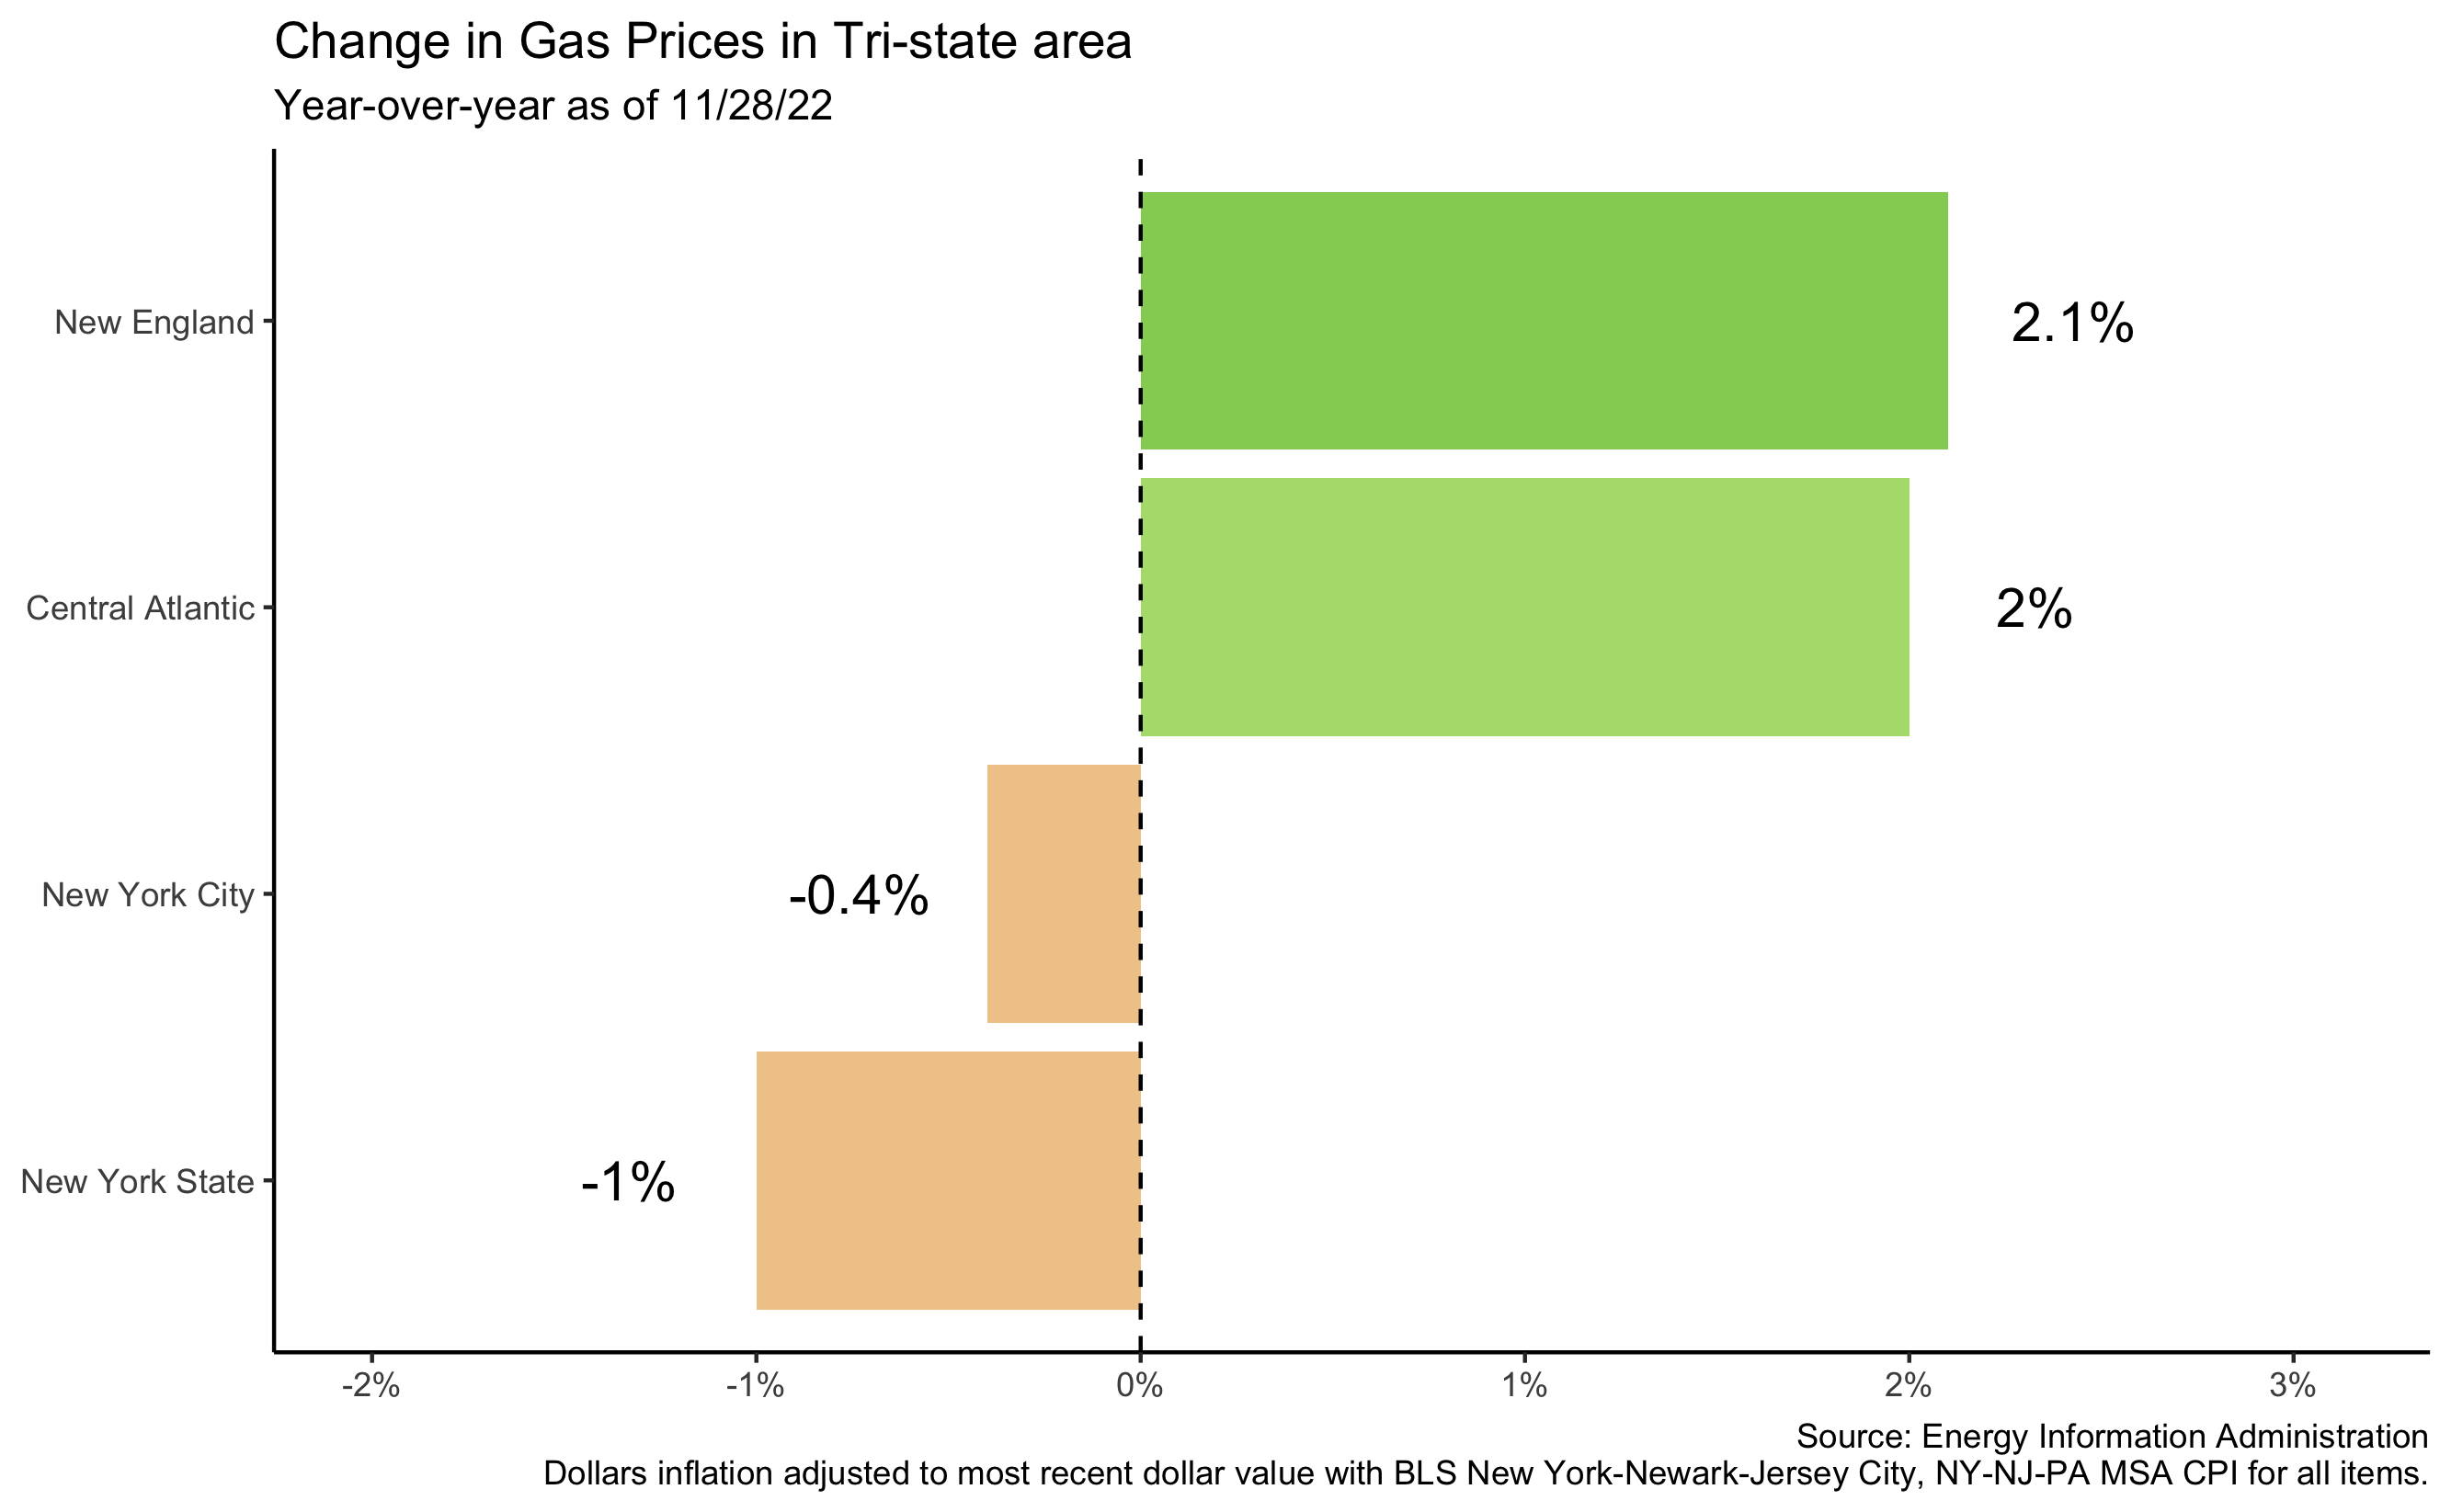 Change in Gas Prices in Tri-state area
Year-over-year as of 11/28/22
New England
2.1%
Central Atlantic
2%
New York City
-0.4%
New York State
-1%
-2%
-1%
0%
1%
2%
3%
Source: Energy Information Administration
Dollars inflation adjusted to most recent dollar value with BLS New York-Newark-Jersey City, NY-NJ-PA MSA CPI for all items.